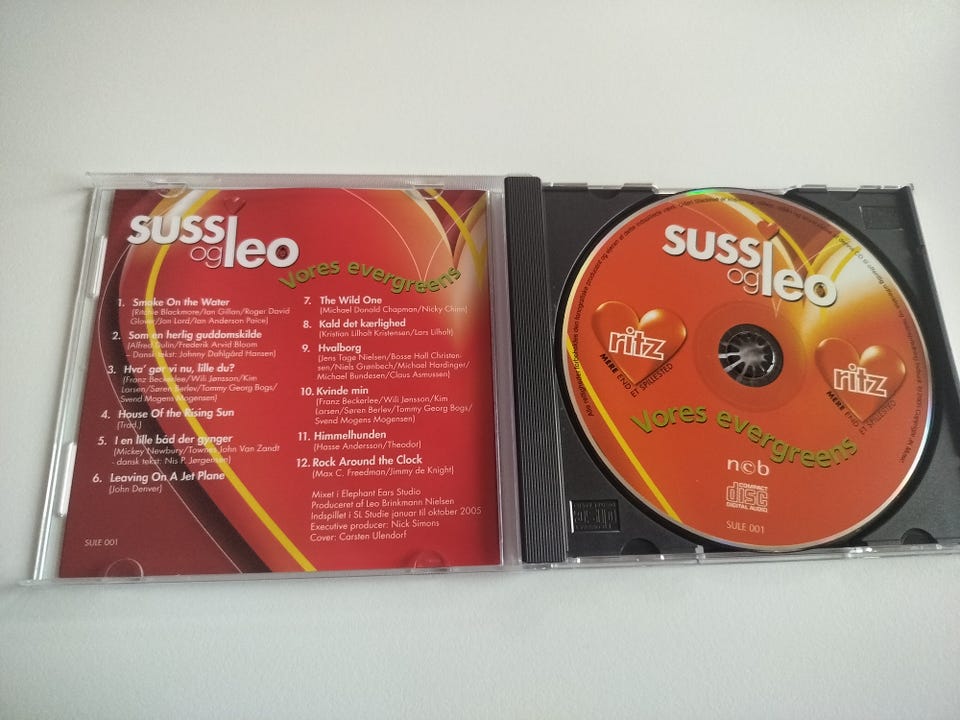 sussi
og leo
Vores evergreens
1. Smoke On the Water
(Ritchie Blackmore/Ian Gillan/Roger David
Glover/Jon Lord/Ian Anderson Paice)
2. Som en herlig guddomskilde
(Alfred Gulin/Frederik Arvid Bloom
- Dansk tekst: Johnny Dahlgård Hansen)
3. Hva' gør vi nu, lille du?
(Franz Beckerlee/Wili Jønsson/Kim
Larsen/Søren Berlev/Tommy Georg Bogs/
Svend Mogens Mogensen)
4. House Of the Rising Sun
(Trad.)
5. I en lille båd der gynger
(Mickey Newbury/Townes John Van Zandt
- dansk tekst: Nis P. Jørgensen)
6. Leaving On A Jet Plane
(John Denver)
SULE 001
7. The Wild One
(Michael Donald Chapman/Nicky Chinn)
8. Kald det kærlighed
(Kristian Lilholt Kristensen/Lars Lilholt)
9. Hvalborg
(Jens Tage Nielsen/Bosse Hall Christen-
sen/Niels Grønbech/Michael Hardinger/
Michael Bundesen/Claus Asmussen)
10. Kvinde min
(Franz Beckerlee/Wili Jønsson/Kim
Larsen/Søren Berlev/Tommy Georg Bogs/
Svend Mogens Mogensen)
11. Himmelhunden
(Hasse Andersson/Theodor)
12. Rock Around the Clock
(Max C. Freedman/Jimmy de Knight)
Mixet i Elephant Ears Studio
Produceret af Leo Brinkmann Nielsen
Indspillet i SL Studie januar til oktober 2005
Executive producer: Nick Simons
Cover: Carsten Ulendorf
sussi
og leo
ritz
MERE END
ET SPILLESTED
ritz
MERE END
ET SPILLESTED
Vores evergreens
n©b
COMPACT
disc
DIGITAL AUDIO
SULE 001